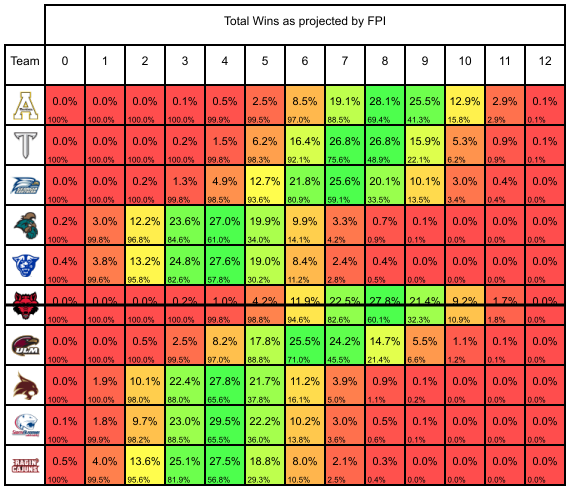 Total Wins as projected by FPI
Team 0 1 2 3 4 5 6 7 8 9 10 11 12
A 0.0% 0.0% 0.0% 0.1% 0.5% 2.5% 8.5% 19.1% 28.1% 25.5% 12.9% 2.9% 0.1%
100% 100.0% 100.0% 100.0% 99.9% 99.5% 97.0% 88.5% 69.4% 41.3% 15.8% 2.9% 0.1%
T 0.0% 0.0% 0.0% 0.2% 1.5% 6.2% 16.4% 26.8% 26.8% 15.9% 5.3% 0.9% 0.1%
100% 100.0% 100.0% 100.0% 99.8% 98.3% 92.1% 75.6% 48.9% 22.1% 6.2% 0.9% 0.1%
0.0% 0.0% 0.2% 1.3% 4.9% 12.7% 21.8% 25.6% 20.1% 10.1% 3.0% 0.4% 0.0%
100% 100.0% 100.0% 99.8% 98.5% 93.6% 80.9% 59.1% 33.5% 13.5% 3.4% 0.4% 0.0%
0.2% 3.0% 12.2% 23.6% 27.0% 19.9% 9.9% 3.3% 0.7% 0.1% 0.0% 0.0% 0.0%
100% 99.8% 96.8% 84.6% 61.0% 34.0% 14.1% 4.2% 0.9% 0.1% 0.0% 0.0% 0.0%
0.4% 3.8% 13.2% 24.8% 27.6% 19.0% 8.4% 2.4% 0.4% 0.0% 0.0% 0.0% 0.0%
100% 99.6% 95.8% 82.6% 57.8% 30.2% 11.2% 2.8% 0.5% 0.0% 0.0% 0.0% 0.0%
0.0% 0.0% 0.0% 0.2% 1.0% 4.2% 11.9% 22.5% 27.8% 21.4% 9.2% 1.7% 0.0%
100% 100.0% 100.0% 100.0% 99.8% 98.8% 94.6% 82.6% 60.1% 32.3% 10.9% 1.8% 0.0%
ULM 0.0% 0.0% 0.5% 2.5% 8.2% 17.8% 25.5% 24.2% 14.7% 5.5% 1.1% 0.1% 0.0%
100% 100.0% 100.0% 99.5% 97.0% 88.8% 71.0% 45.5% 21.4% 6.6% 1.2% 0.1% 0.0%
0.0% 1.9% 10.1% 22.4% 27.8% 21.7% 11.2% 3.9% 0.9% 0.1% 0.0% 0.0% 0.0%
100% 100.0% 98.0% 88.0% 65.6% 37.8% 16.1% 5.0% 1.1% 0.2% 0.0% 0.0% 0.0%
0.1% 1.8% 9.7% 23.0% 29.5% 22.2% 10.2% 3.0% 0.5% 0.0% 0.0% 0.0% 0.0%
100% 99.9% 98.2% 88.5% 65.5% 36.0% 13.8% 3.6% 0.6% 0.1% 0.0% 0.0% 0.0%
RAGIN CAJUNS 0.5% 4.0% 13.6% 25.1% 27.5% 18.8% 8.0% 2.1% 0.3% 0.0% 0.0% 0.0% 0.0%
100% 99.5% 95.6% 81.9% 56.8% 29.3% 10.5% 2.5% 0.4% 0.0% 0.0% 0.0% 0.0%